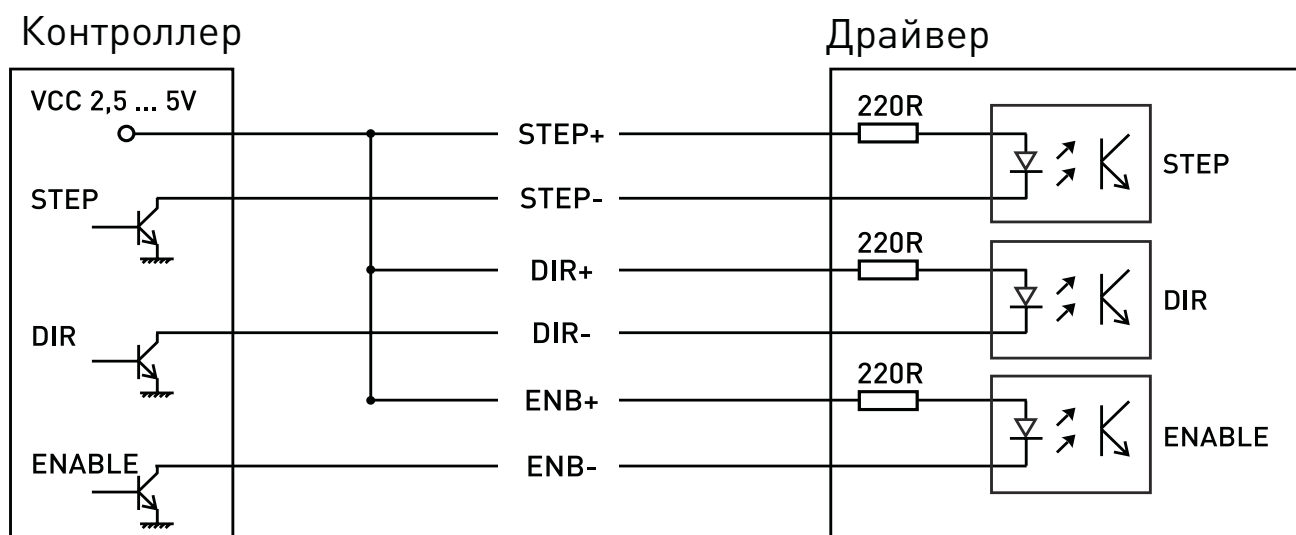 Контроллер
Драйвер
VCC 2,5 ... 5V
220R
STEP+
STEP
STEP
STEP-
220R
DIR+
DIR
DIR
DIR-
220R
ENB+
ENABLE
ENABLE
ENB-